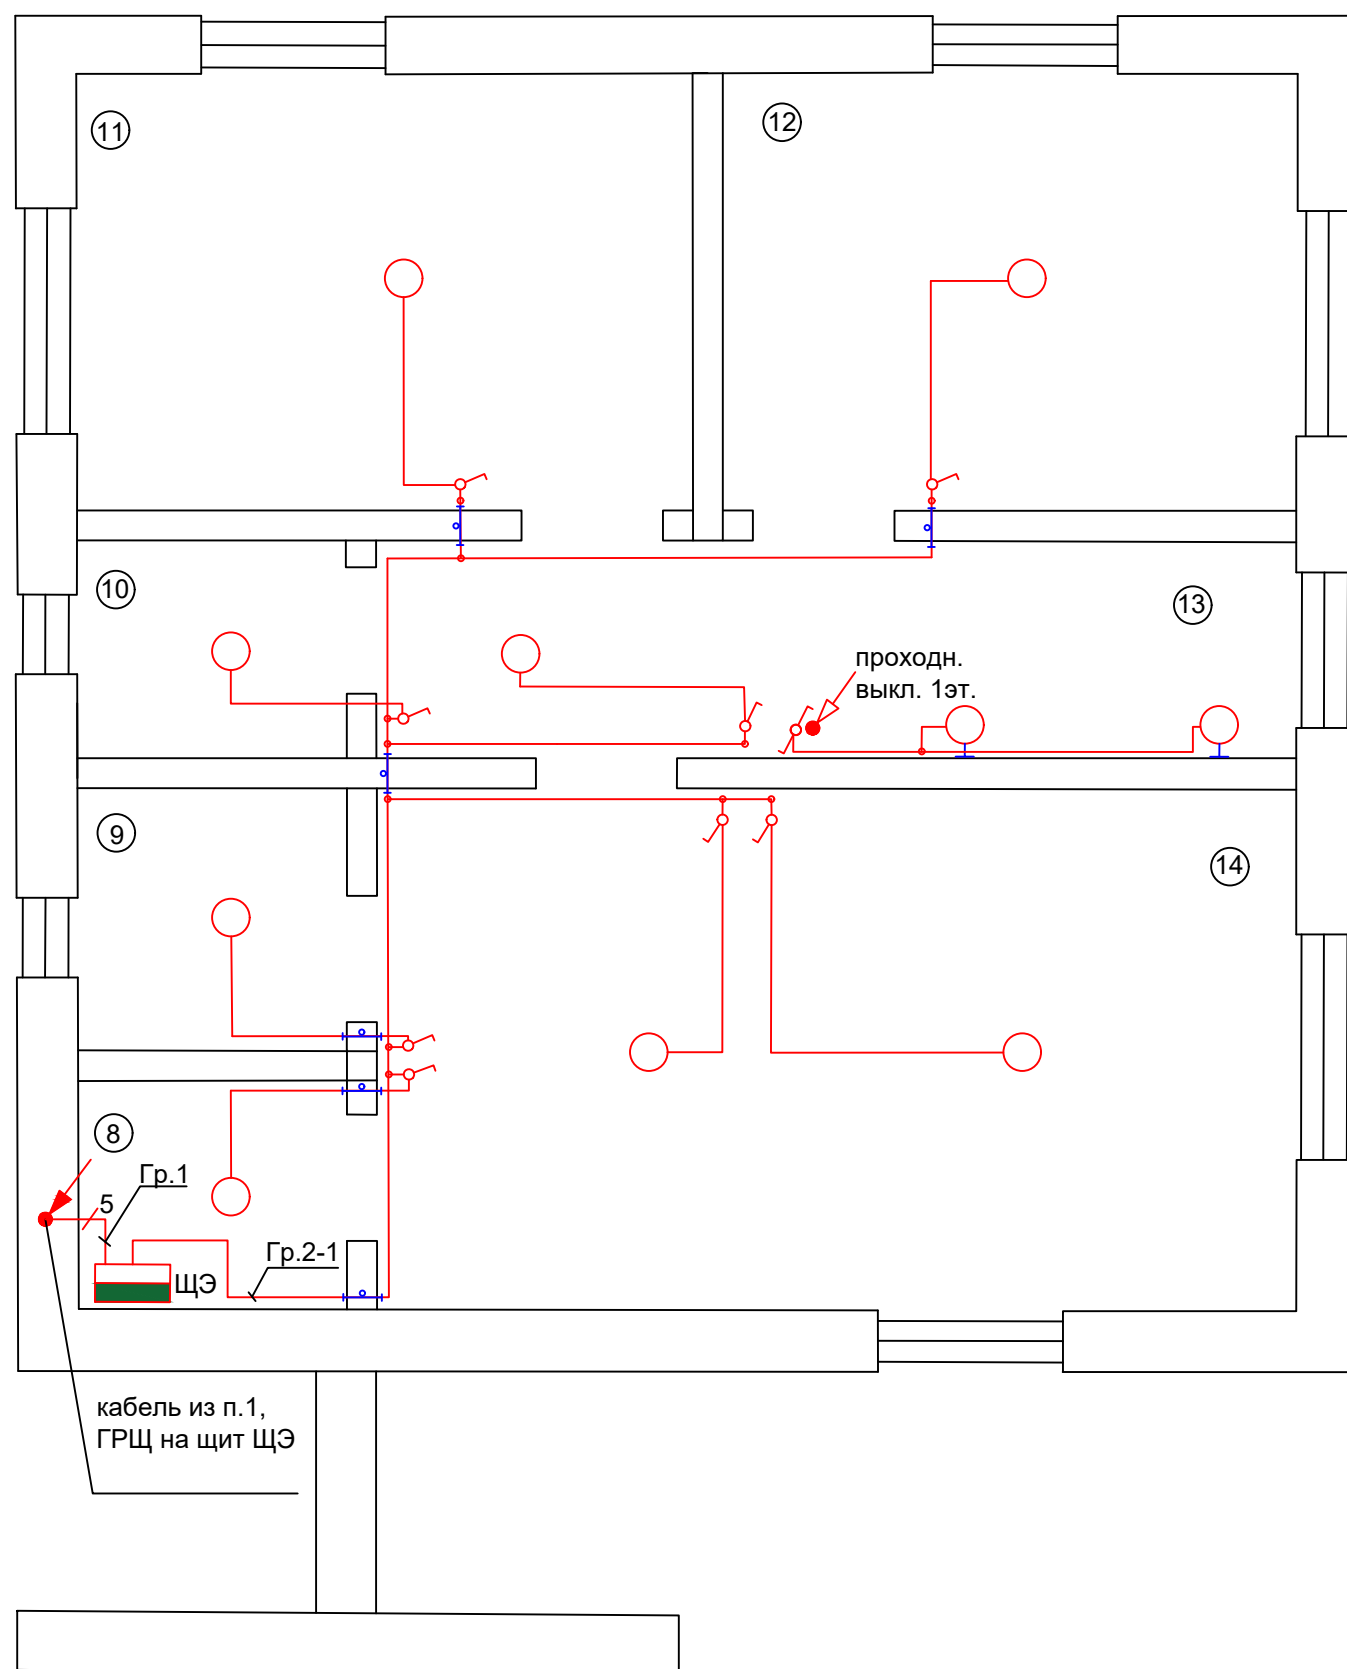 11
12
10
13
проходн.
выкл. 1эт.
9
14
8
Гр.1
5
Гр.2-1
ЩЭ
кабель из п.1,
ГРЩ на щит ЩЭ